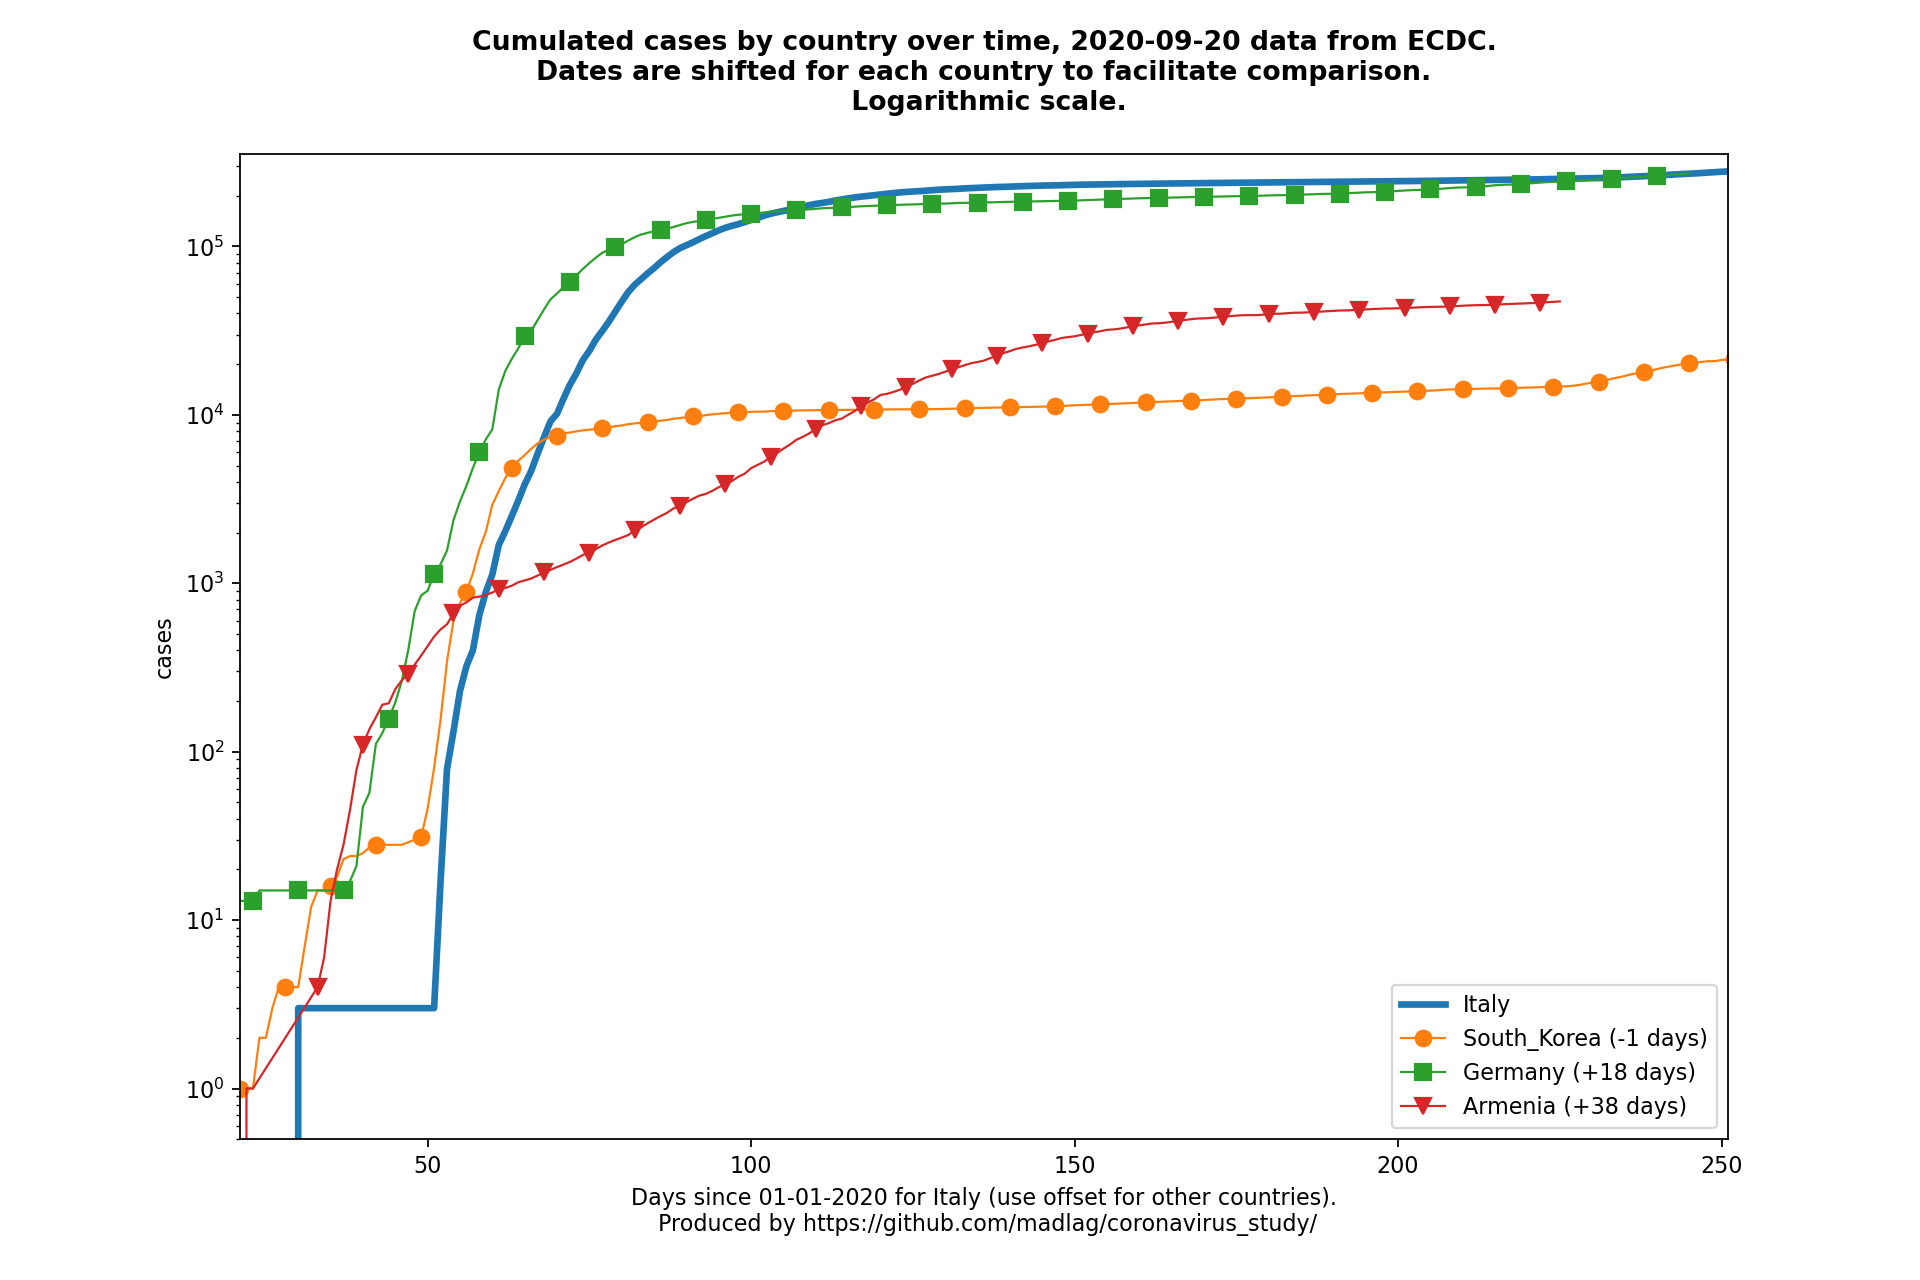 Cumulated cases by country over time, 2020-09-20 data from ECDC.
Dates are shifted for each country to facilitate comparison.
Logarithmic scale.
10^5
10^4
10^3
10^2
10^1
10^0
cases
Italy
South_Korea (-1 days)
Germany (+18 days)
Armenia (+38 days)
50 100 150 200 250
Days since 01-01-2020 for Italy (use offset for other countries).
Produced by https://github.com/madlag/coronavirus_study/